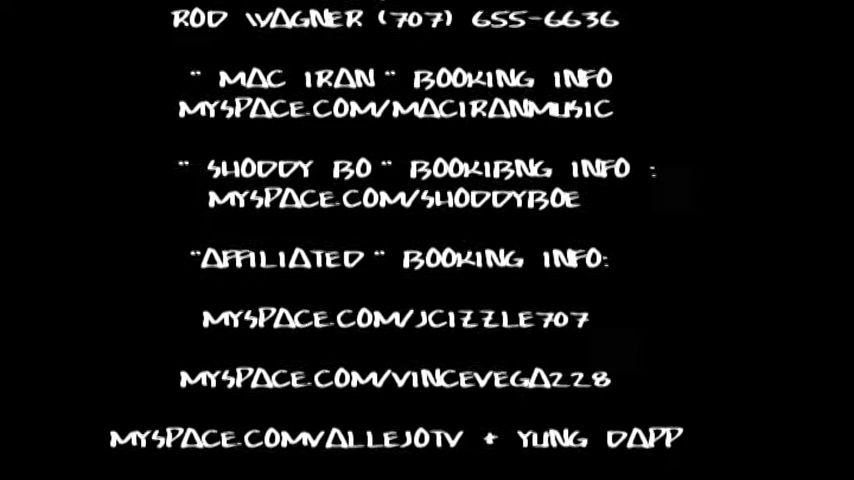 ROD WAGNER (707) 655-6636
" MAC IRAN " BOOKING INFO
MYSPACE.COM/MACIRANMUSIC
" SHODDY BO " BOOKIBNG INFO :
MYSPACE.COM/SHODDYBOE
"AFFILIATED " BOOKING INFO:
MYSPACE.COM/JCIZZLE707
MYSPACE.COM/VINCEVEGA228
MYSPACE.COMVALLEJOTV + YUNG DAPP